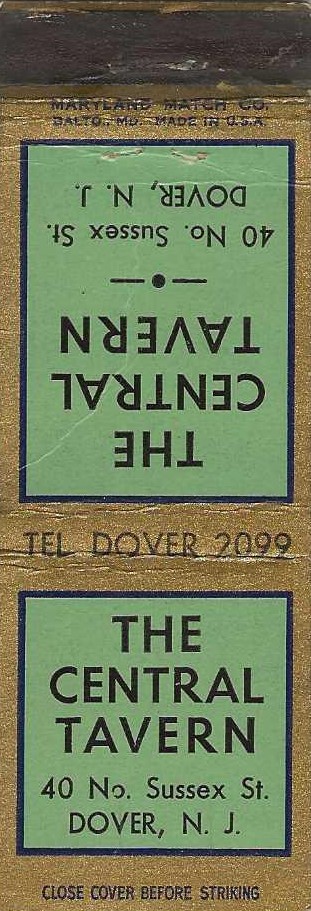 MARYLAND MATCH CO.
BALTO., MD. MADE IN U.S.A.
THE
CENTRAL
TAVERN
40 No. Sussex St.
DOVER, N. J.
TEL DOVER 2099
THE
CENTRAL
TAVERN
40 No. Sussex St.
DOVER, N. J.
CLOSE COVER BEFORE STRIKING